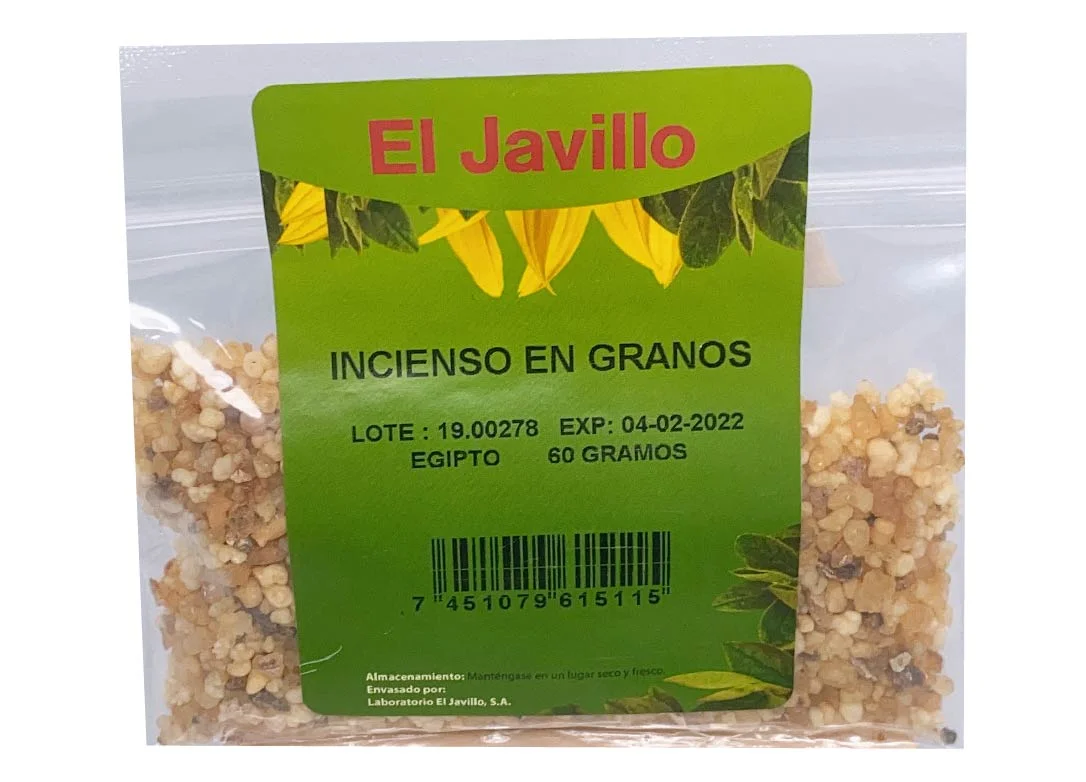 El Javillo
INCIENSO EN GRANOS
LOTE : 19.00278 EXP: 04-02-2022
EGIPTO 60 GRAMOS
7 451079 615115
Almacenamiento: Manténgase en un lugar seco y fresco.
Envasado por:
Laboratorio El Javillo, S.A.